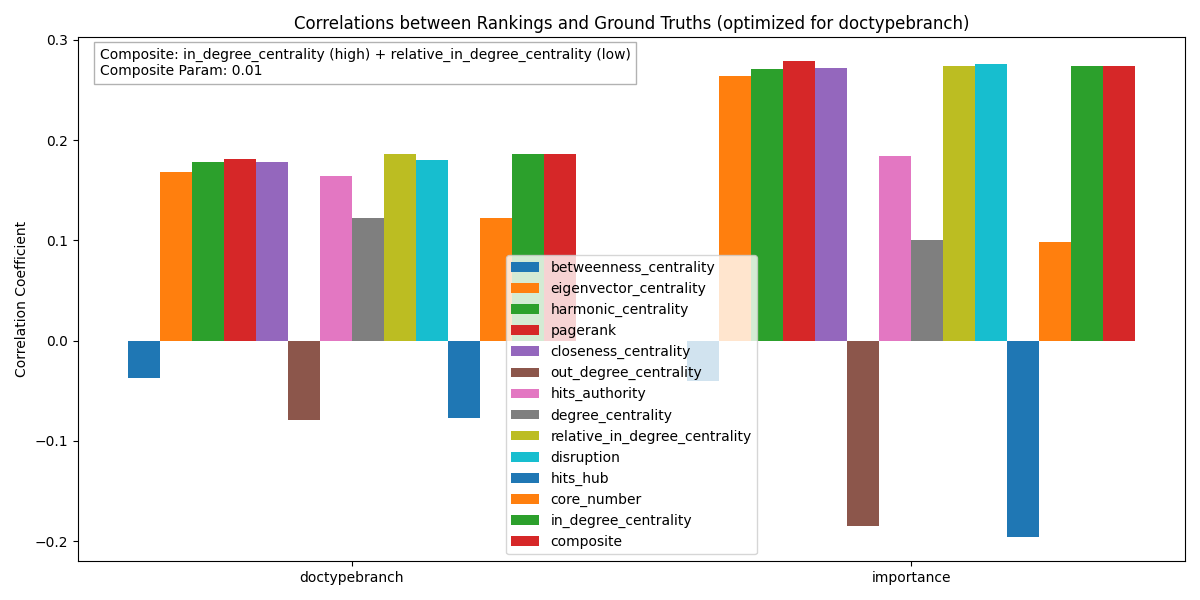 Correlations between Rankings and Ground Truths (optimized for doctypebranch)
Composite: in_degree_centrality (high) + relative_in_degree_centrality (low)
Composite Param: 0.01
Correlation Coefficient
0.3
0.2
0.1
0.0
−0.1
−0.2
betweenness_centrality
eigenvector_centrality
harmonic_centrality
pagerank
closeness_centrality
out_degree_centrality
hits_authority
degree_centrality
relative_in_degree_centrality
disruption
hits_hub
core_number
in_degree_centrality
composite
doctypebranch
importance